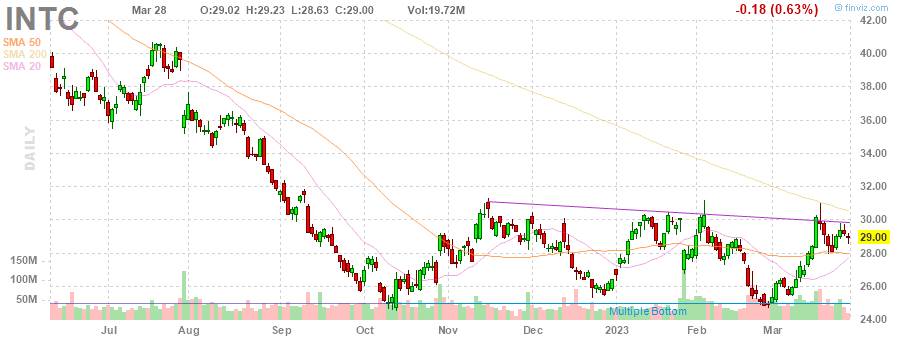 INTC Mar 28 O:29.02 H:29.23 L:28.63 C:29.00 Vol:19.72M -0.18 (0.63%) @ finviz.com
SMA 50
SMA 200
SMA 20
DAILY
42.00
40.00
38.00
36.00
34.00
32.00
30.00
29.00
28.00
26.00
24.00
150M
100M
50M
Multiple Bottom
Jul Aug Sep Oct Nov Dec 2023 Feb Mar